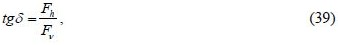 tgδ = F_h / F_v , (39)